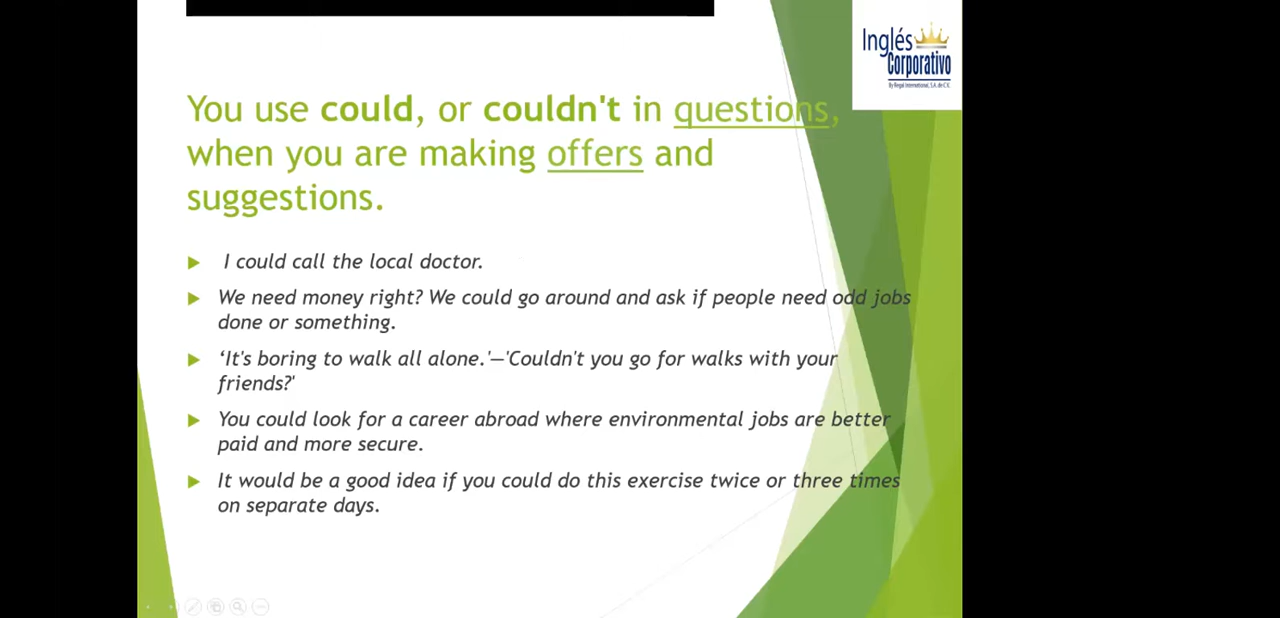 Inglés
Corporativo
By Regal International, S.A. de C.V.
You use could, or couldn't in questions,
when you are making offers and
suggestions.
I could call the local doctor.
We need money right? We could go around and ask if people need odd jobs
done or something.
‘It's boring to walk all alone.'—'Couldn't you go for walks with your
friends?'
You could look for a career abroad where environmental jobs are better
paid and more secure.
It would be a good idea if you could do this exercise twice or three times
on separate days.